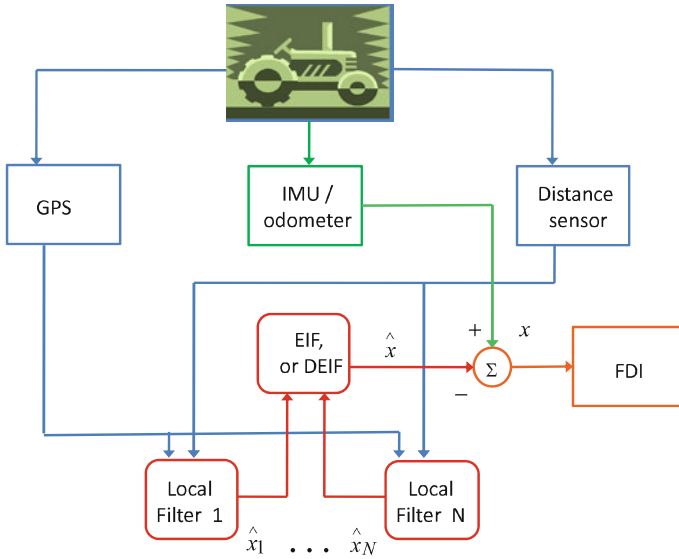 GPS
IMU /
odometer
Distance
sensor
EIF,
or DEIF
x̂
+
x
Σ
−
FDI
Local
Filter 1
Local
Filter N
x̂1 ... x̂N